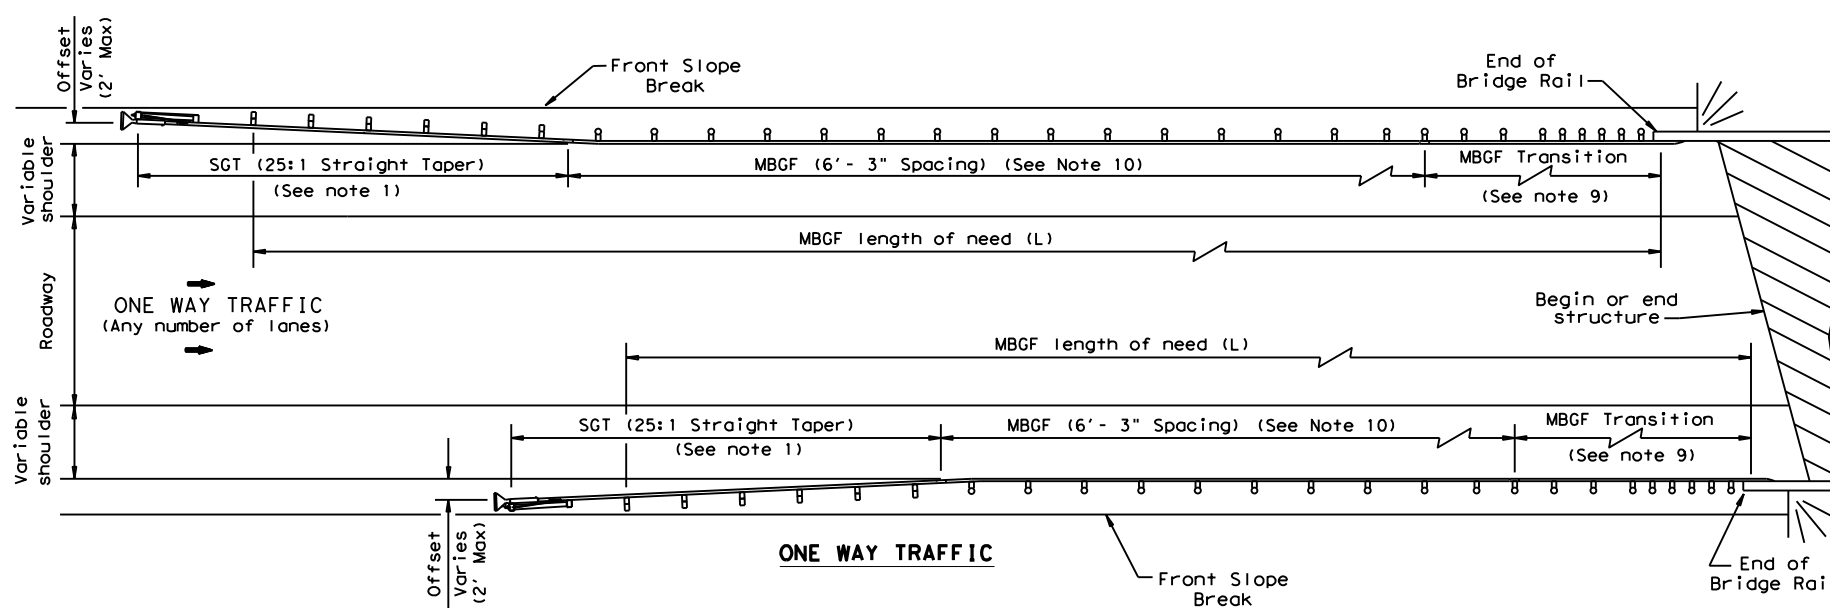 Offset
Varies
(2' Max)
Front Slope
Break
End of
Bridge Rail
Variable
shoulder
SGT (25:1 Straight Taper)
(See note 1)
MBGF (6'- 3" Spacing) (See Note 10)
MBGF Transition
(See note 9)
MBGF length of need (L)
Roadway
ONE WAY TRAFFIC
(Any number of lanes)
Begin or end
structure
MBGF length of need (L)
Variable
shoulder
SGT (25:1 Straight Taper)
(See note 1)
MBGF (6'- 3" Spacing) (See Note 10)
MBGF Transition
(See note 9)
Offset
Varies
(2' Max)
ONE WAY TRAFFIC
Front Slope
Break
End of
Bridge Rai